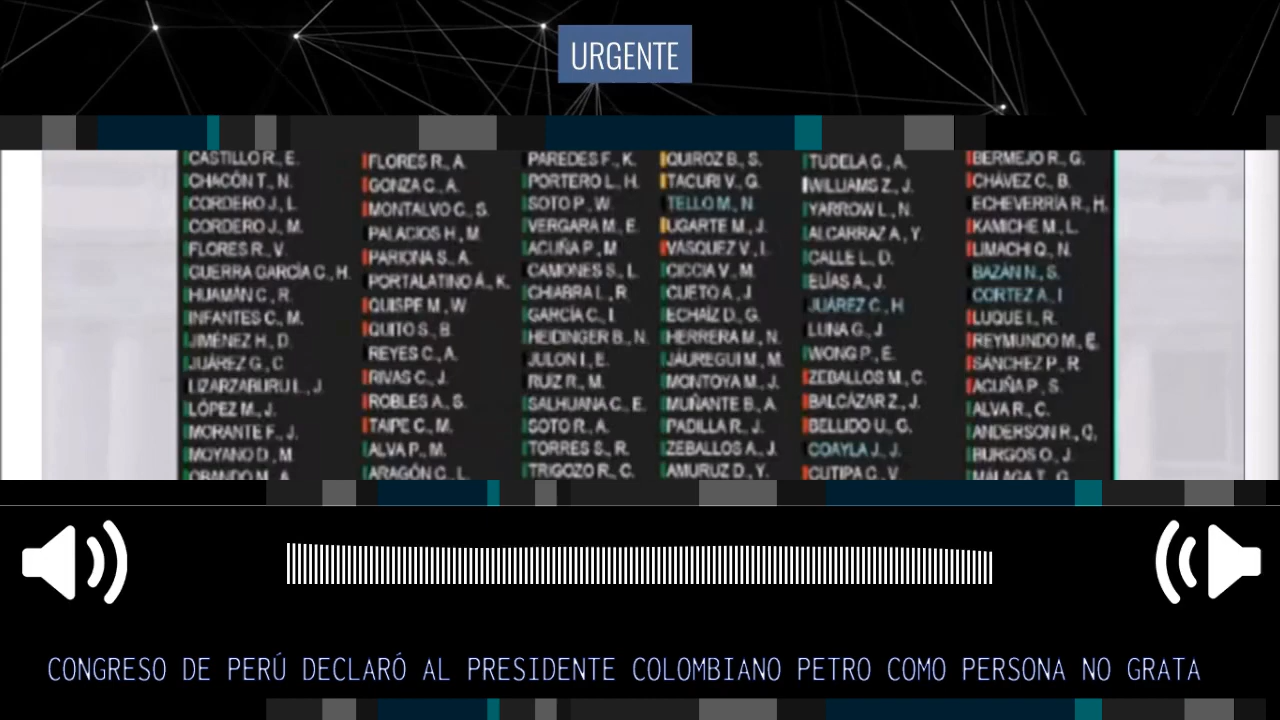 URGENTE
CASTILLO R., E.
CHACÓN T., N.
CORDERO J., L.
CORDERO J., M.
FLORES R., V.
GUERRA GARCÍA C., H.
HUAMÁN C., R.
INFANTES C., M.
JIMÉNEZ H., D.
JUÁREZ G., C.
LIZARZABURU L., J.
LÓPEZ M., J.
MORANTE F., J.
MOYANO D., M.
OBANDO M., A.
FLORES R., A.
GONZA C., A.
MONTALVO C., S.
PALACIOS H., M.
PARIONA S., A.
PORTALATINO Á., K.
QUISPE M., W.
QUITO S., B.
REYES C., A.
RIVAS C., J.
ROBLES A., S.
TAIPE C., M.
ALVA P., M.
ARAGÓN C., L.
PAREDES F., K.
PORTERO L., H.
SOTO P., W.
VERGARA M., E.
ACUÑA P., M.
CAMONES S., L.
CHIABRA L., R.
GARCÍA C., I.
HEIDINGER B., N.
JULON I., E.
RUIZ R., M.
SALHUANA C., E.
SOTO R., A.
TORRES S., R.
TRIGOZO R., C.
QUIROZ B., S.
TACURI V., G.
TELLO M., N.
UGARTE M., J.
VÁSQUEZ V., L.
CICCIA V., M.
CUETO A., J.
ECHAÍZ D., G.
HERRERA M., N.
JÁUREGUI M., M.
MONTOYA M., J.
MUÑANTE B., A.
PADILLA R., J.
ZEBALLOS A., J.
AMURUZ D., Y.
TUDELA G., A.
WILLIAMS Z., J.
YARROW L., N.
ALCARRAZ A., Y.
CALLE L., D.
ELÍAS A., J.
JUÁREZ C., H.
LUNA G., J.
WONG P., E.
ZEBALLOS M., C.
BALCÁZAR Z., J.
BELLIDO U., G.
COAYLA J., J.
CUTIPA C., V.
BERMEJO R., G.
CHÁVEZ C., B.
ECHEVERRÍA R., H.
KAMICHE M., L.
LIMACHI Q., N.
BAZÁN N., S.
CORTEZ A., I.
LUQUE I., R.
REYMUNDO M., E.
SÁNCHEZ P., R.
ACUÑA P., S.
ALVA R., C.
ANDERSON R., C.
BURGOS O., J.
MÁLAGA T., G.
CONGRESO DE PERÚ DECLARÓ AL PRESIDENTE COLOMBIANO PETRO COMO PERSONA NO GRATA